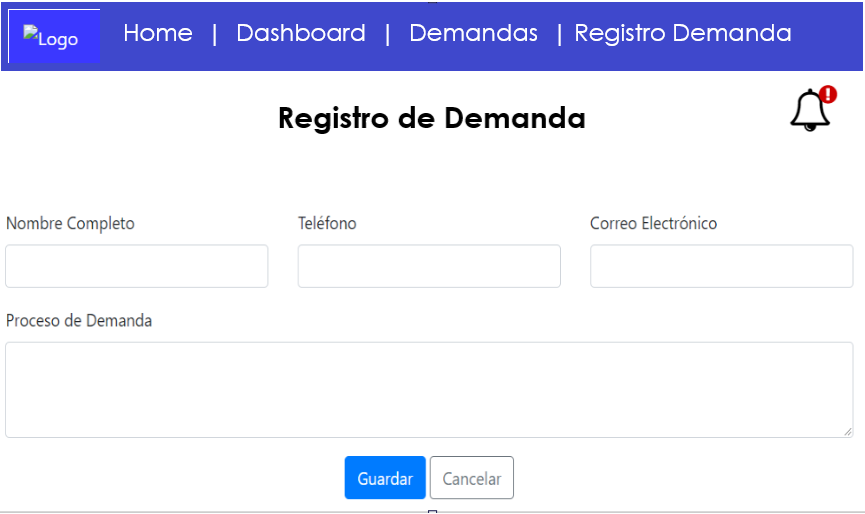 Logo Home | Dashboard | Demandas | Registro Demanda
Registro de Demanda
!
Nombre Completo Teléfono Correo Electrónico
Proceso de Demanda
Guardar Cancelar